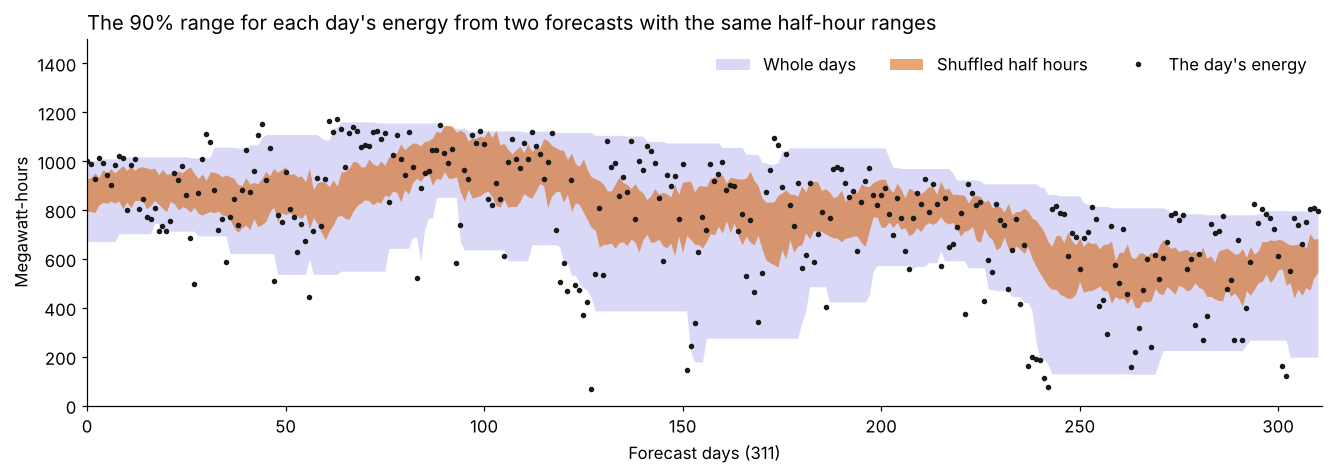 The 90% range for each day's energy from two forecasts with the same half-hour ranges
Whole days
Shuffled half hours
The day's energy
Megawatt-hours
1400
1200
1000
800
600
400
200
0
0 50 100 150 200 250 300
Forecast days (311)